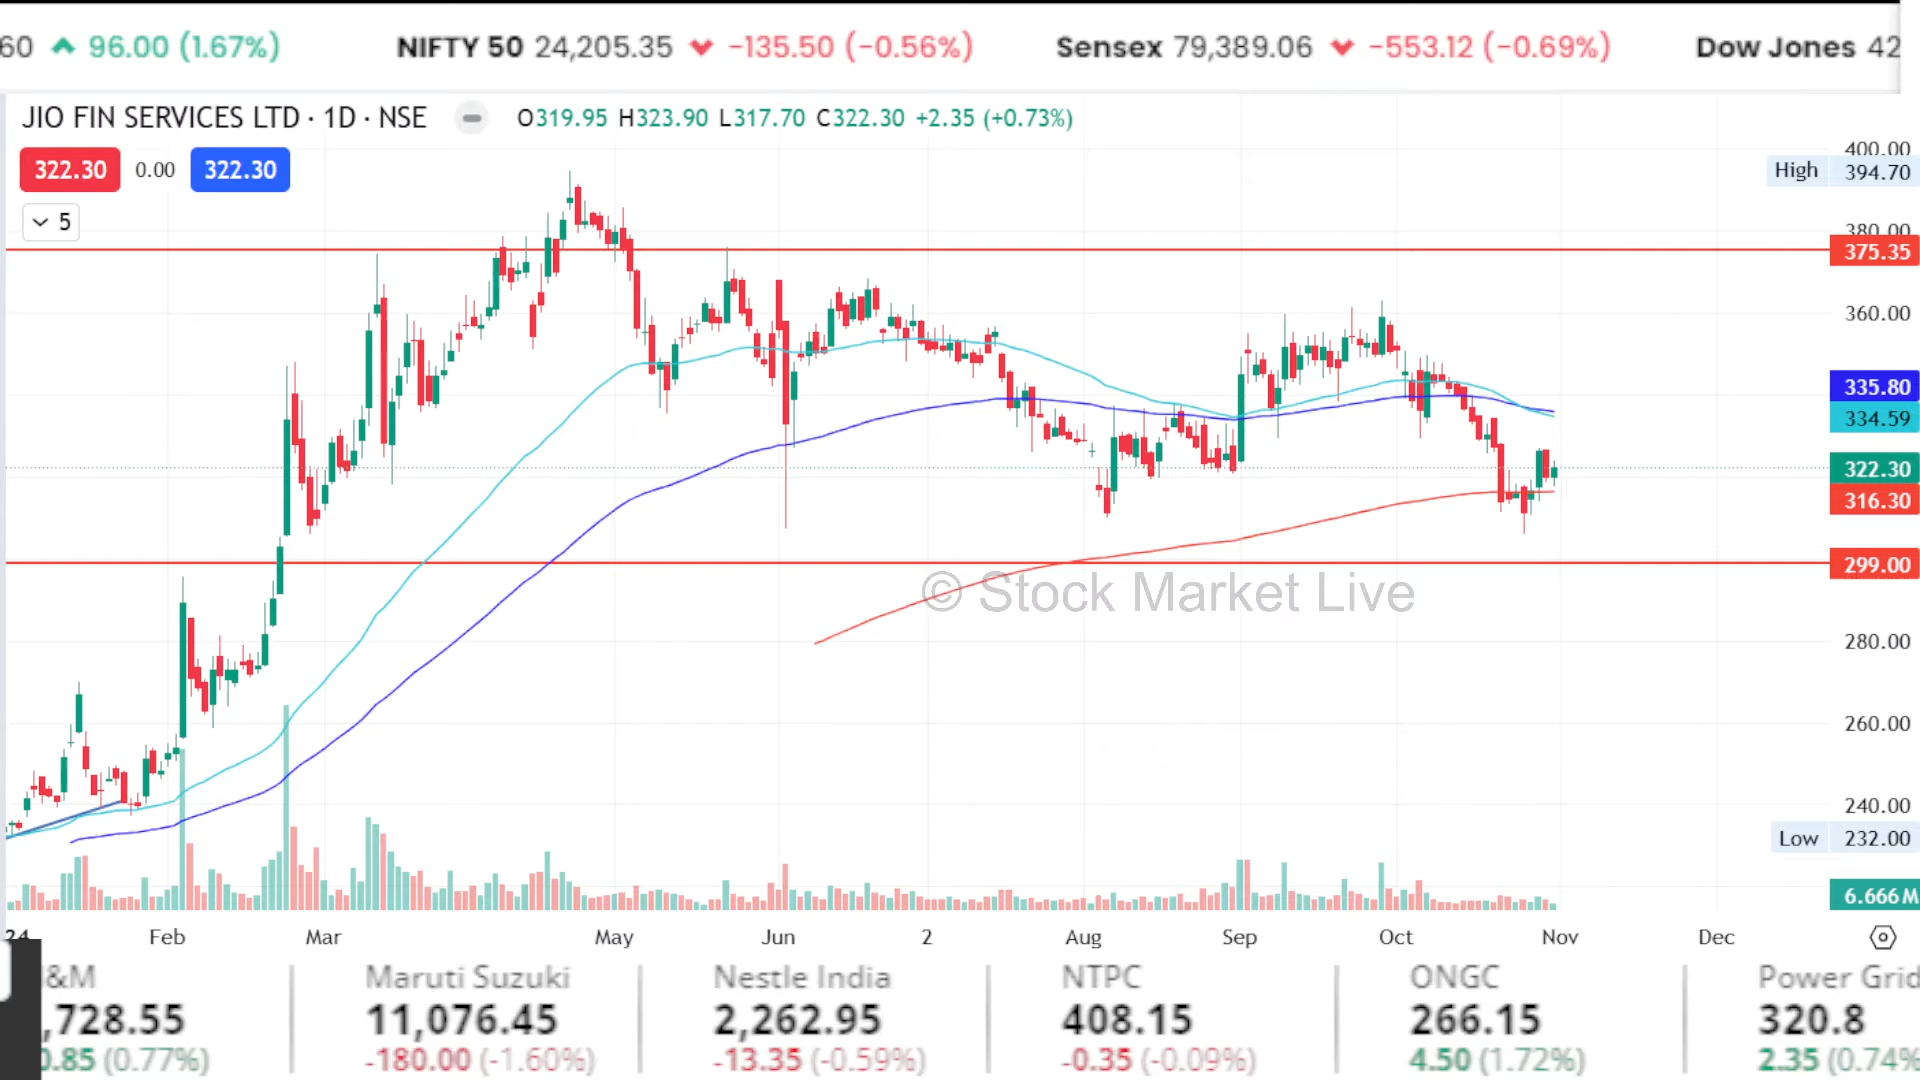 60 96.00 (1.67%) NIFTY 50 24,205.35 -135.50 (-0.56%) Sensex 79,389.06 -553.12 (-0.69%) Dow Jones 42
JIO FIN SERVICES LTD · 1D · NSE O319.95 H323.90 L317.70 C322.30 +2.35 (+0.73%)
322.30 0.00 322.30
5
400.00
High 394.70
380.00
375.35
360.00
335.80
334.59
322.30
316.30
299.00
© Stock Market Live
280.00
260.00
240.00
Low 232.00
6.666M
24 Feb Mar May Jun 2 Aug Sep Oct Nov Dec
&M Maruti Suzuki Nestle India NTPC ONGC Power Grid
,728.55 11,076.45 2,262.95 408.15 266.15 320.8
0.85 (0.77%) -180.00 (-1.60%) -13.35 (-0.59%) -0.35 (-0.09%) 4.50 (1.72%) 2.35 (0.74%